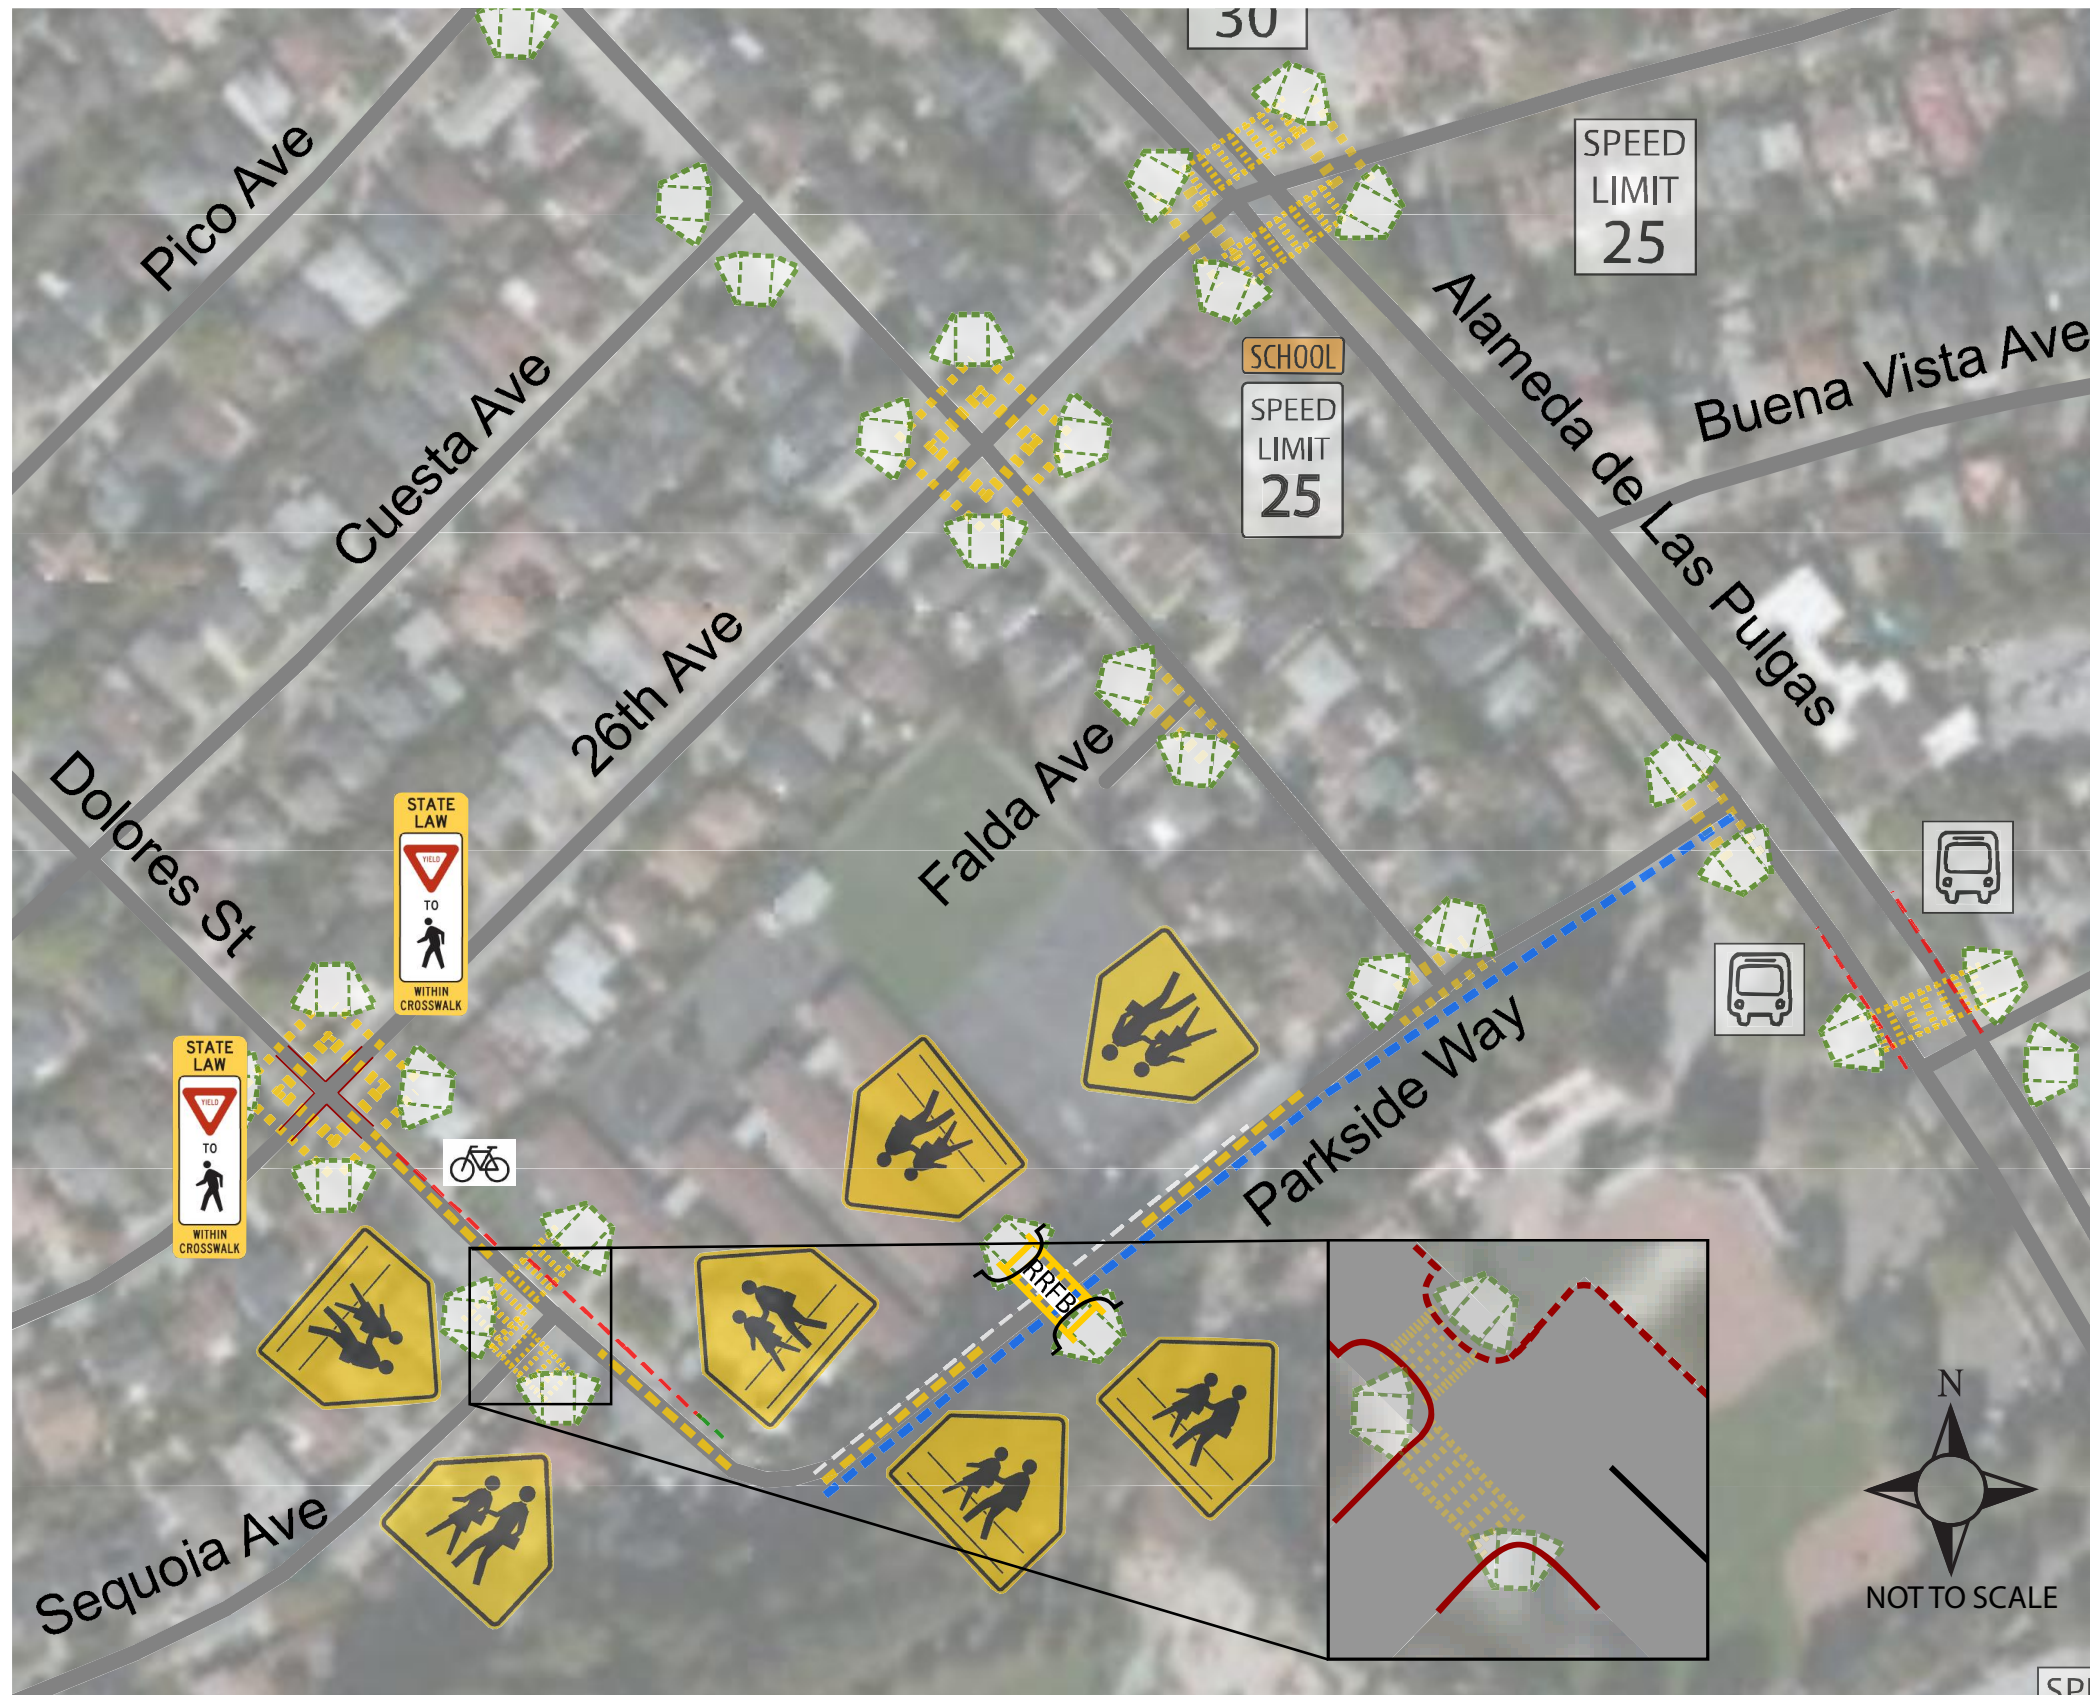 30
SPEED
LIMIT
25
Pico Ave
Alameda de Las Pulgas
Buena Vista Ave
SCHOOL
SPEED
LIMIT
25
Cuesta Ave
26th Ave
Falda Ave
Dolores St
STATE
LAW
YIELD
TO
WITHIN
CROSSWALK
STATE
LAW
YIELD
TO
WITHIN
CROSSWALK
Parkside Way
RRFB
Sequoia Ave
N
NOT TO SCALE